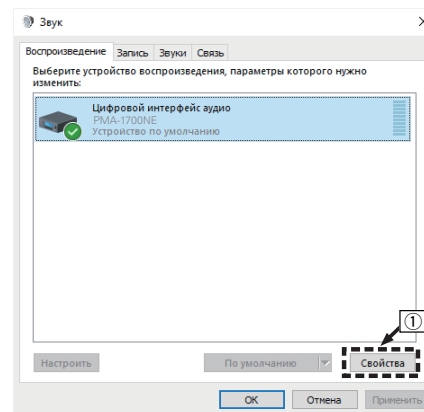 Звук
Воспроизведение Запись Звуки Связь
Выберите устройство воспроизведения, параметры которого нужно
изменить:
Цифровой интерфейс аудио
PMA-1700NE
Устройство по умолчанию
①
Настроить По умолчанию Свойства
OK Отмена Применить